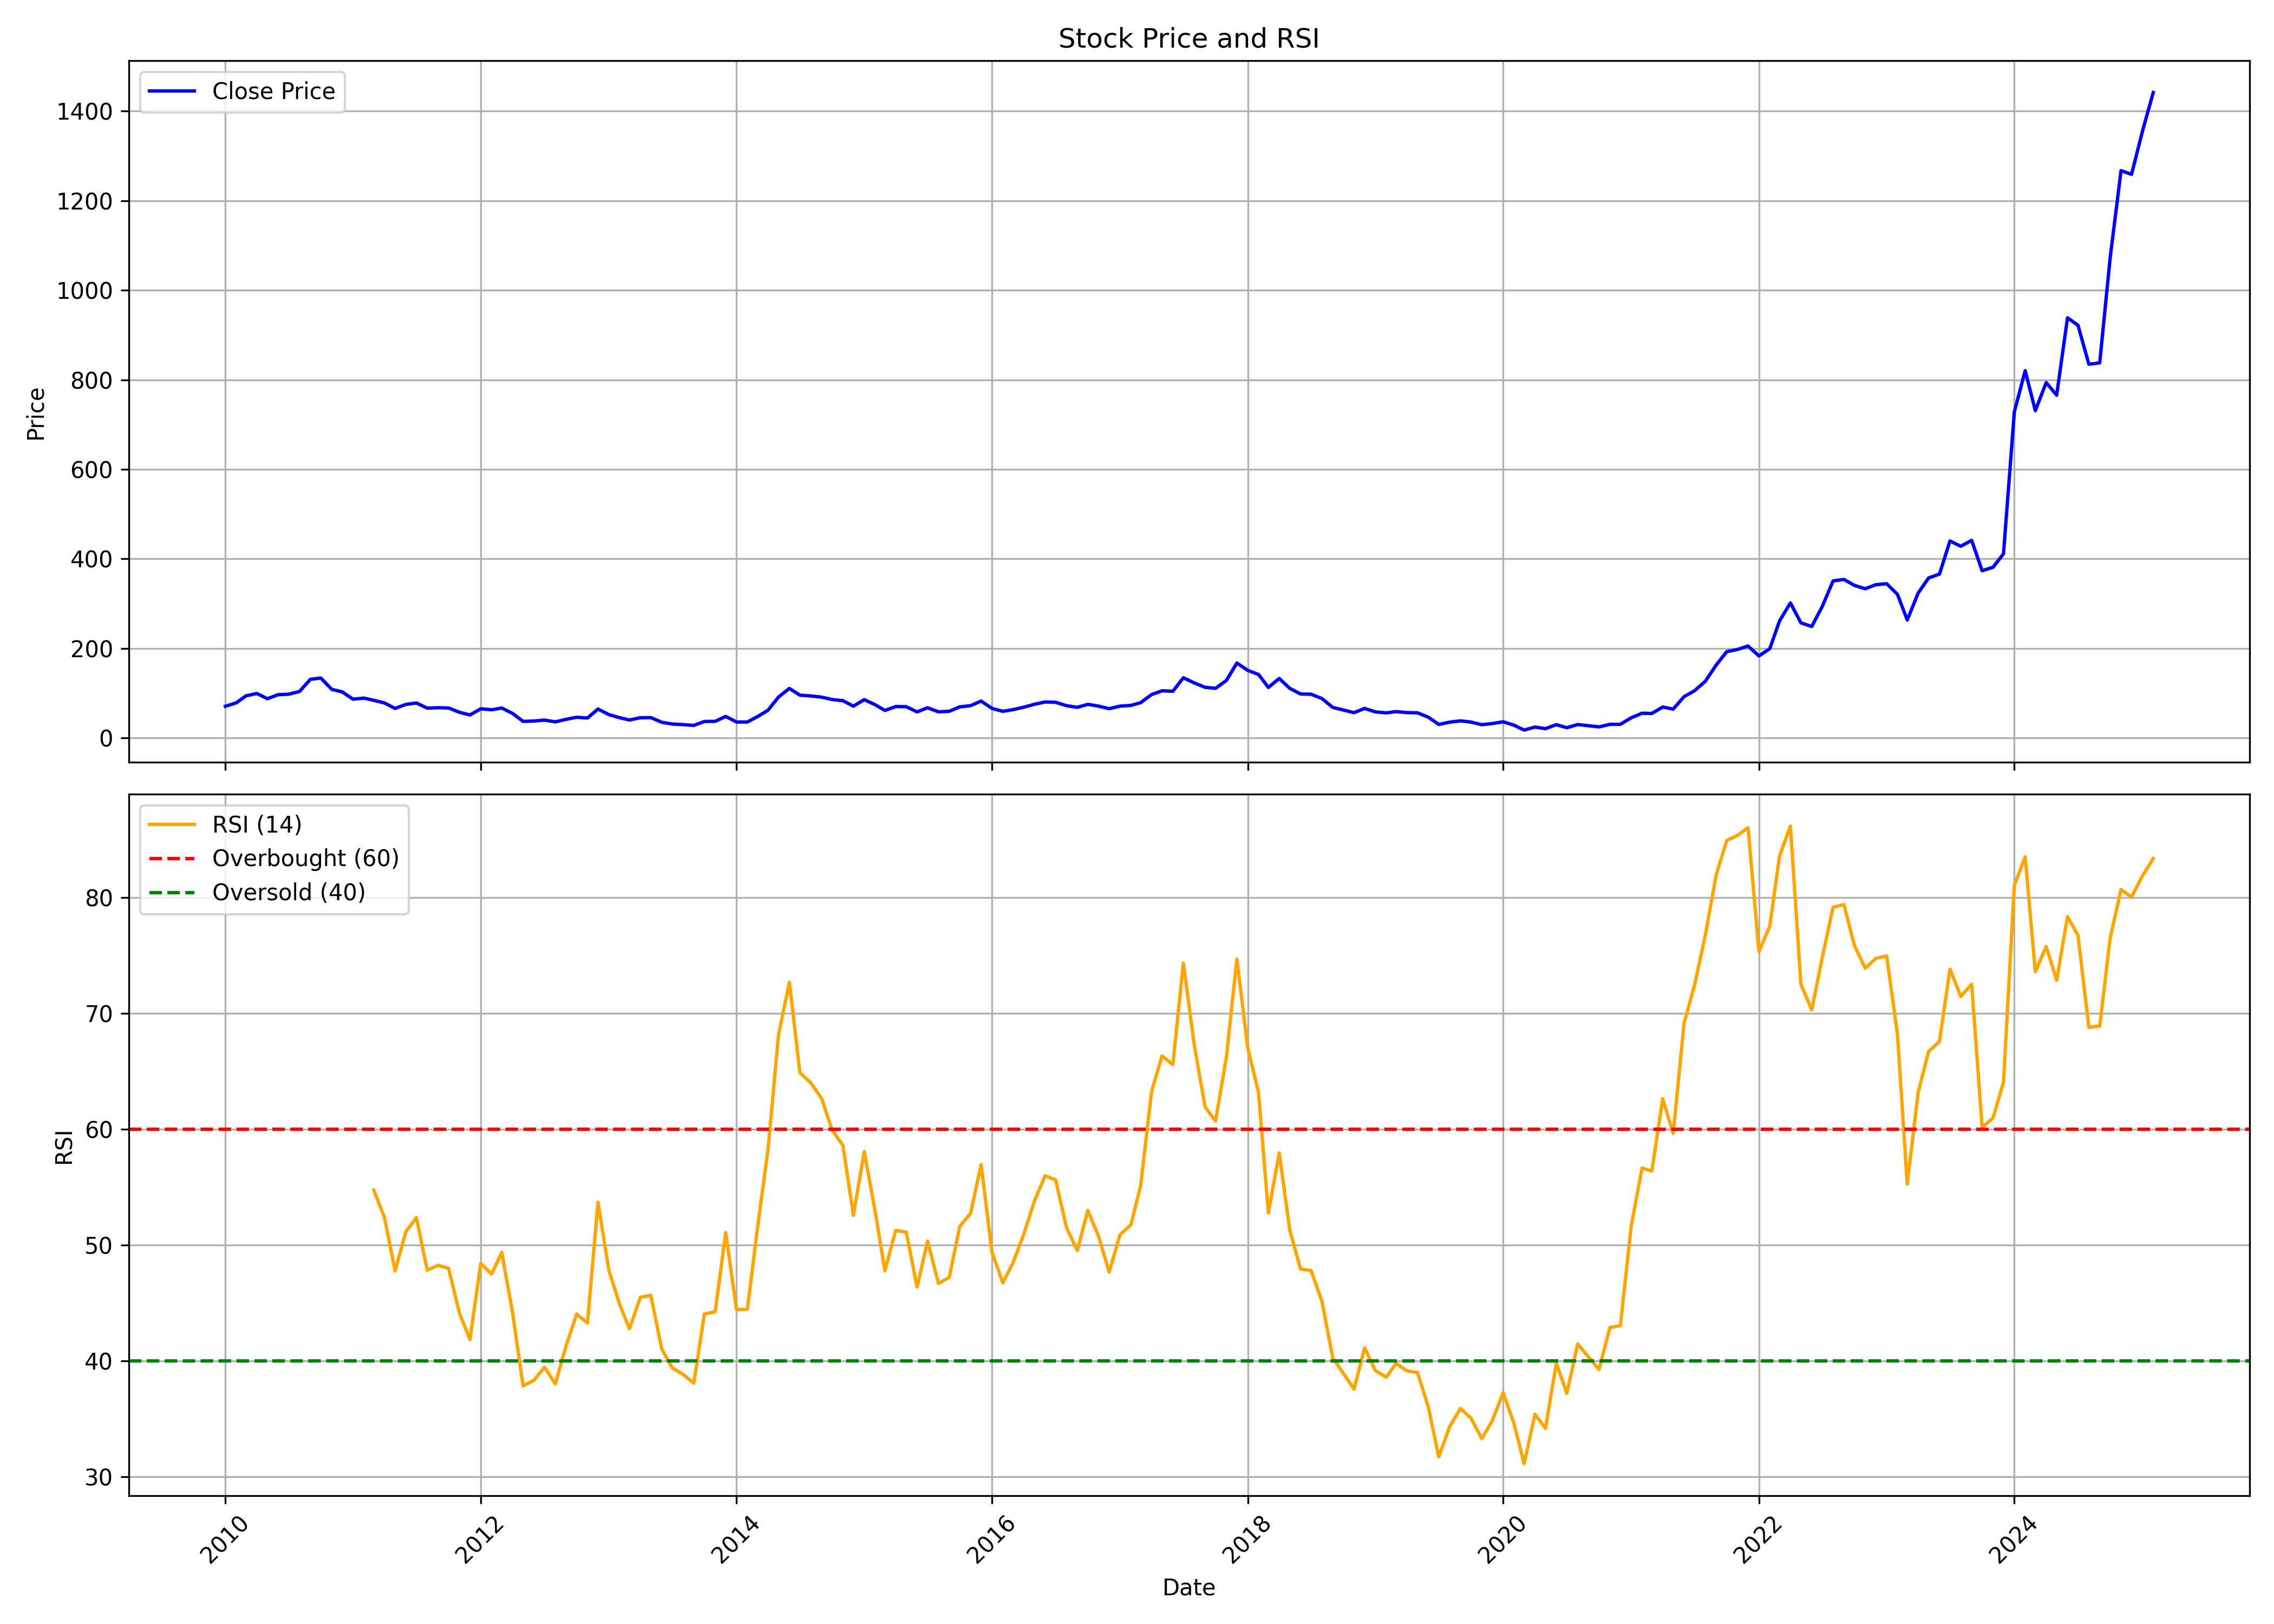 Stock Price and RSI
Close Price
1400
1200
1000
800
600
400
200
0
Price
RSI (14)
Overbought (60)
Oversold (40)
80
70
60
50
40
30
RSI
2010
2012
2014
2016
2018
2020
2022
2024
Date